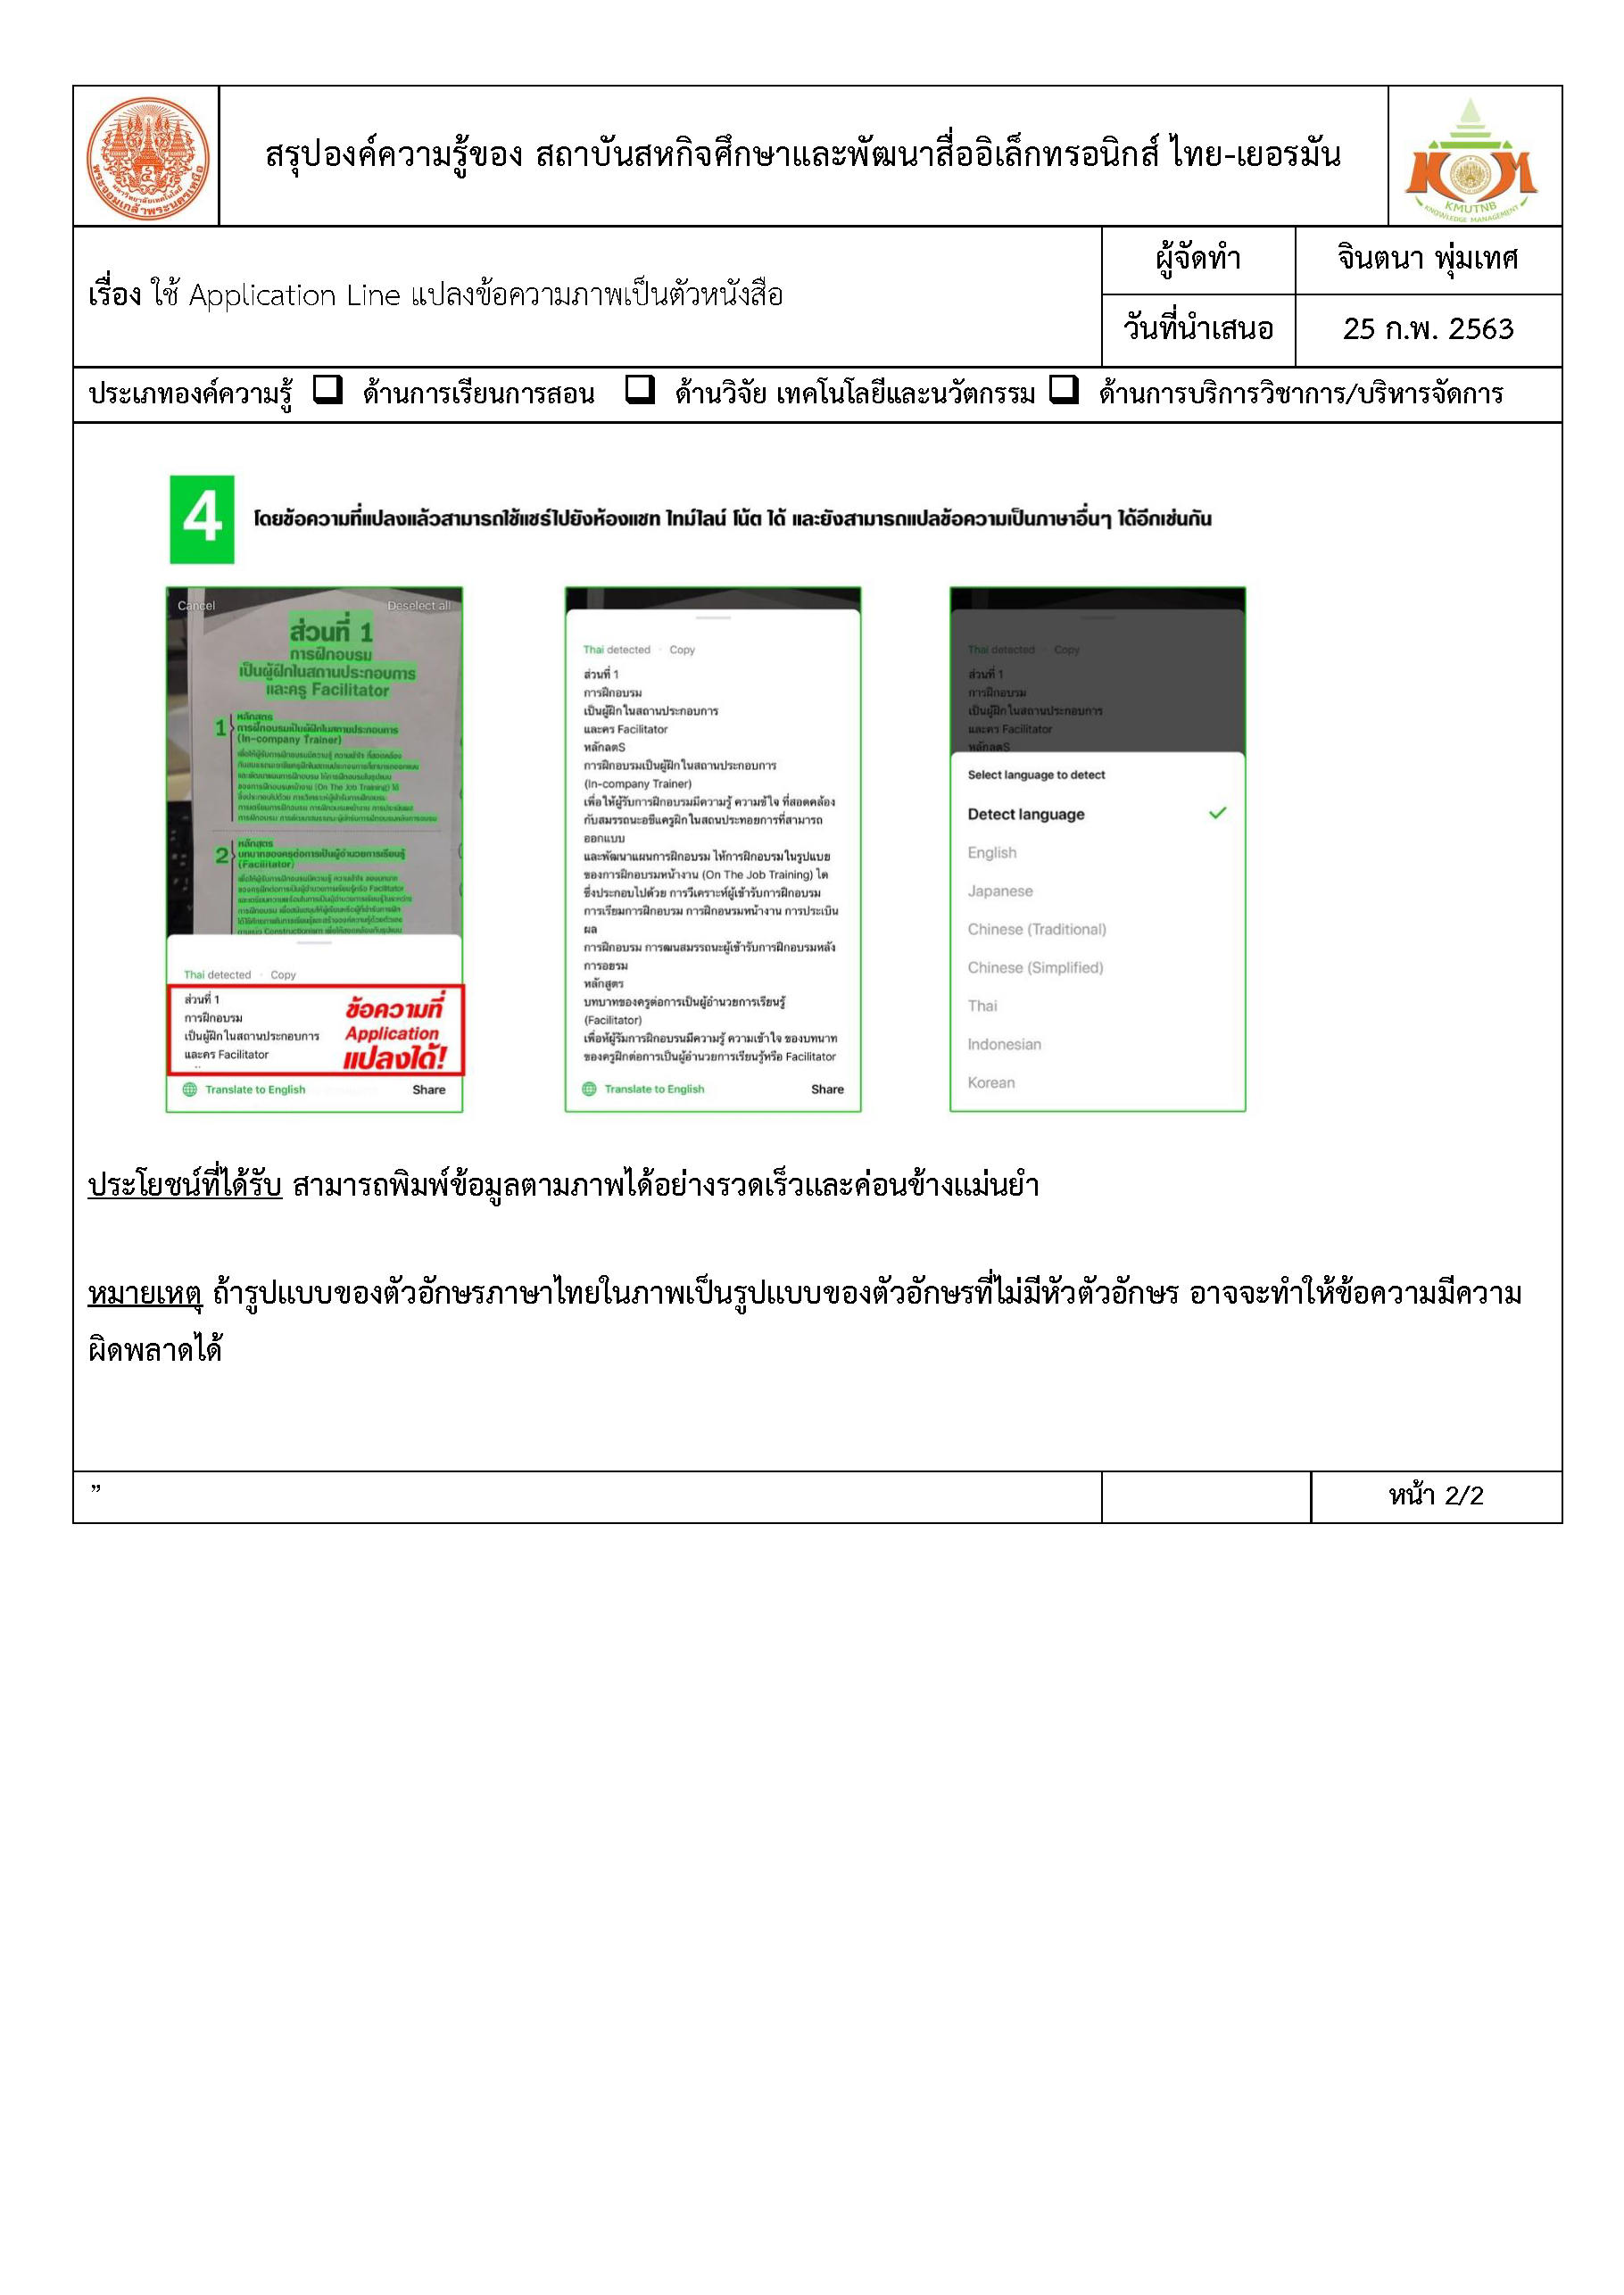 สรุปองค์ความรู้ของ สถาบันสหกิจศึกษาและพัฒนาสื่ออิเล็กทรอนิกส์ ไทย-เยอรมัน
KMUTNB
KNOWLEDGE MANAGEMENT
เรื่อง ใช้ Application Line แปลงข้อความภาพเป็นตัวหนังสือ
ผู้จัดทำ
จินตนา พุ่มเทศ
วันที่นำเสนอ
25 ก.พ. 2563
ประเภทองค์ความรู้ ❑ ด้านการเรียนการสอน ❑ ด้านวิจัย เทคโนโลยีและนวัตกรรม ❑ ด้านการบริการวิชาการ/บริหารจัดการ
4
โดยข้อความที่แปลงแล้วสามารถใช้แชร์ไปยังห้องแชท ไทม์ไลน์ โน้ต ได้ และยังสามารถแปลข้อความเป็นภาษาอื่นๆ ได้อีกเช่นกัน
Cancel
Deselect all
ส่วนที่ 1
การฝึกอบรม
เป็นผู้ฝึกในสถานประกอบการ
และครู Facilitator
1
หลักสูตร
การฝึกอบรมเป็นผู้ฝึกในสถานประกอบการ
(In-company Trainer)
2
หลักสูตร
บทบาทของครูต่อการเป็นผู้อำนวยการเรียนรู้
(Facilitator)
Thai detected · Copy
ส่วนที่ 1
การฝึกอบรม
เป็นผู้ฝึกในสถานประกอบการ
และคร Facilitator
ข้อความที่
Application
แปลงได้!
Translate to English
Share
Thai detected · Copy
ส่วนที่ 1
การฝึกอบรม
เป็นผู้ฝึกในสถานประกอบการ
และคร Facilitator
หลักลตS
การฝึกอบรมเป็นผู้ฝึกในสถานประกอบการ
(In-company Trainer)
เพื่อให้ผู้รับการฝึกอบรมมีความรู้ ความข้ใจ ที่สอดคล้อง
กับสมรรถนะอชีแครูฝึกในสถนประทอยการที่สามารถ
ออกแบบ
และพัฒนาแผนการฝึกอบรม ให้การฝึกอบรมในรูปแบย
ของการฝึกอบรมหน้างาน (On The Job Training) ไต
ซึ่งประกอบไปด้วย การวีเคราะห์ผู้เข้ารับการฝึกอบรม
การเรียมการฝึกอบรม การฝึกอนรมหน้างาน การประเบิน
ผล
การฝึกอบรม การฒนสมรรถนะผู้เข้ารับการฝึกอบรมหลัง
การอยรม
หลักสูตร
บทบาทของครูต่อการเป็นผู้อำนวยการเรียนรู้
(Facilitator)
เพื่อห้ผู้รัมการฝึกอบรนมีความรู้ ความเข้าใจ ของบทนาท
ของครูฝึกต่อการเป็นผู้อำนวยการเรียนรู้หรือ Facilitator
Translate to English
Share
Thai detected · Copy
ส่วนที่ 1
การฝึกอบรม
เป็นผู้ฝึกในสถานประกอบการ
และคร Facilitator
หลักลตS
Select language to detect
Detect language
English
Japanese
Chinese (Traditional)
Chinese (Simplified)
Thai
Indonesian
Korean
ประโยชน์ที่ได้รับ สามารถพิมพ์ข้อมูลตามภาพได้อย่างรวดเร็วและค่อนข้างแม่นยำ
หมายเหตุ ถ้ารูปแบบของตัวอักษรภาษาไทยในภาพเป็นรูปแบบของตัวอักษรที่ไม่มีหัวตัวอักษร อาจจะทำให้ข้อความมีความ
ผิดพลาดได้
”
หน้า 2/2